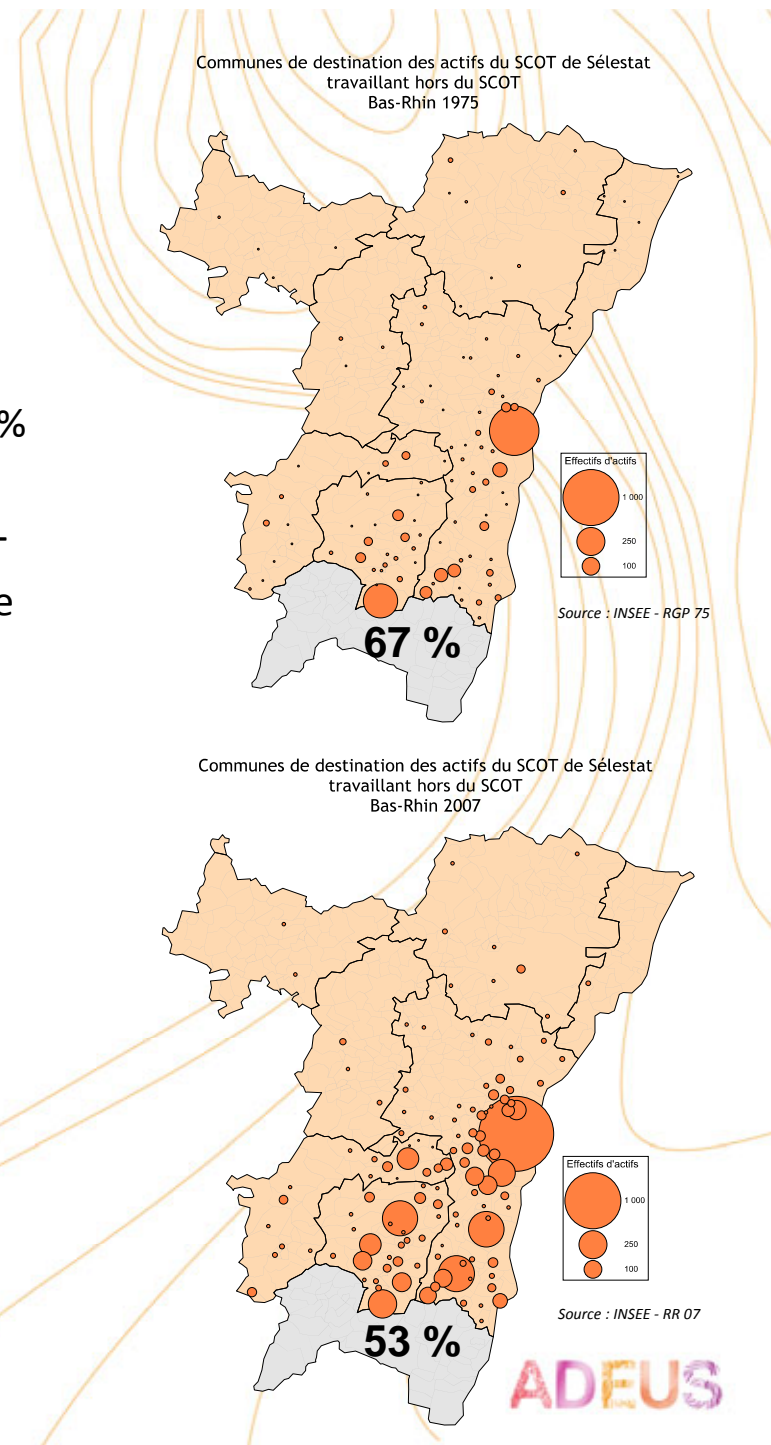 Communes de destination des actifs du SCOT de Sélestat
travaillant hors du SCOT
Bas-Rhin 1975
%
-
e
Effectifs d'actifs
1 000
250
100
Source : INSEE - RGP 75
67 %
Communes de destination des actifs du SCOT de Sélestat
travaillant hors du SCOT
Bas-Rhin 2007
Effectifs d'actifs
1 000
250
100
Source : INSEE - RR 07
53 %
ADEUS